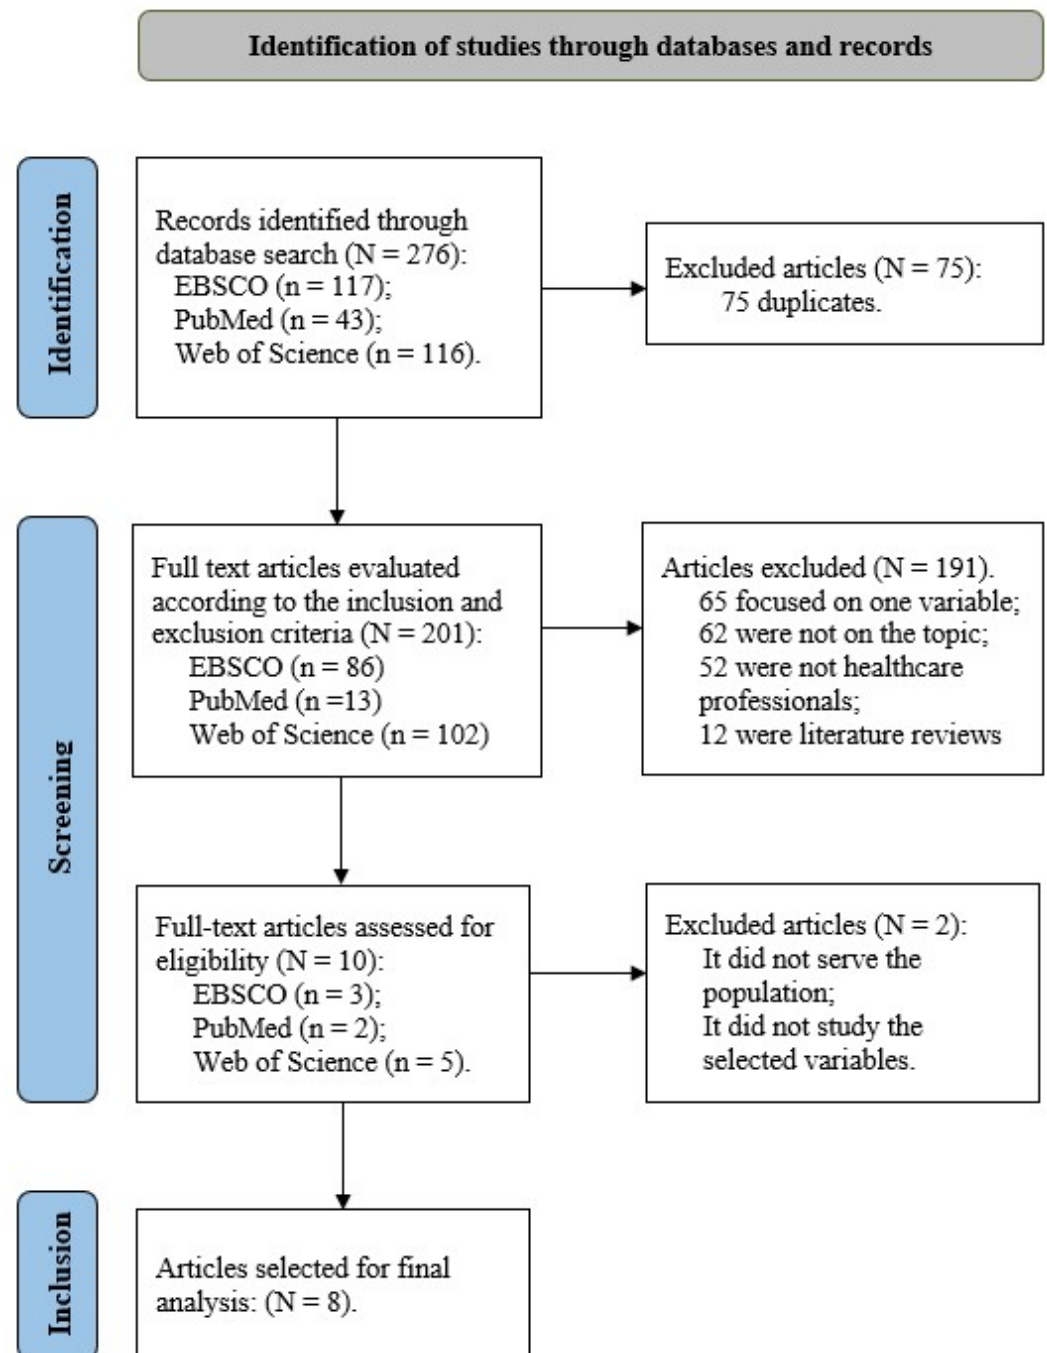 Identification of studies through databases and records
Identification
Records identified through
database search (N = 276):
EBSCO (n = 117);
PubMed (n = 43);
Web of Science (n = 116).
Excluded articles (N = 75):
75 duplicates.
Screening
Full text articles evaluated
according to the inclusion and
exclusion criteria (N = 201):
EBSCO (n = 86)
PubMed (n =13)
Web of Science (n = 102)
Articles excluded (N = 191).
65 focused on one variable;
62 were not on the topic;
52 were not healthcare
professionals;
12 were literature reviews
Full-text articles assessed for
eligibility (N = 10):
EBSCO (n = 3);
PubMed (n = 2);
Web of Science (n = 5).
Excluded articles (N = 2):
It did not serve the
population;
It did not study the
selected variables.
Inclusion
Articles selected for final
analysis: (N = 8).